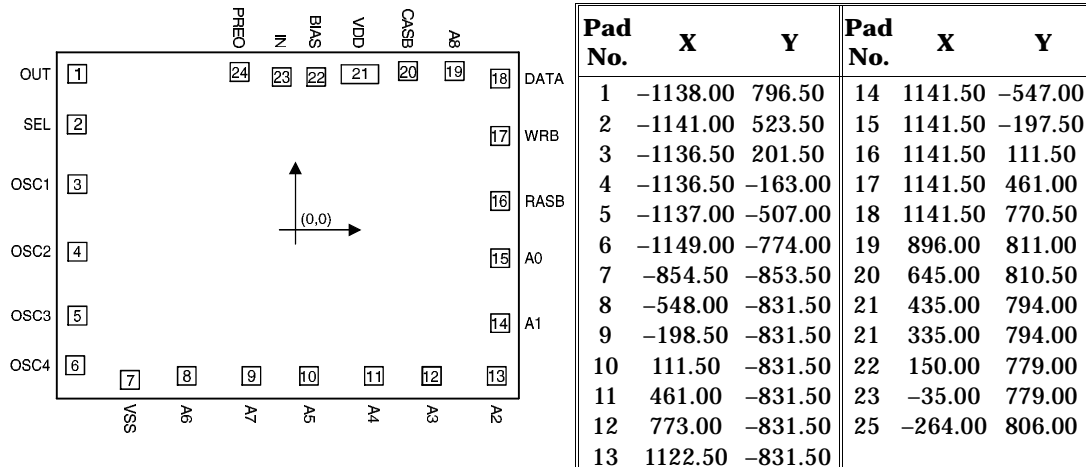 PREO IN BIAS VDD CASB A8
24 23 22 21 20 19
OUT 1 18 DATA
SEL 2 17 WRB
OSC1 3 16 RASB
(0,0)
OSC2 4 15 A0
OSC3 5 14 A1
OSC4 6 7 8 9 10 11 12 13
VSS A6 A7 A5 A4 A3 A2
Pad No. X Y Pad No. X Y
1 −1138.00 796.50 14 1141.50 −547.00
2 −1141.00 523.50 15 1141.50 −197.50
3 −1136.50 201.50 16 1141.50 111.50
4 −1136.50 −163.00 17 1141.50 461.00
5 −1137.00 −507.00 18 1141.50 770.50
6 −1149.00 −774.00 19 896.00 811.00
7 −854.50 −853.50 20 645.00 810.50
8 −548.00 −831.50 21 435.00 794.00
9 −198.50 −831.50 21 335.00 794.00
10 111.50 −831.50 22 150.00 779.00
11 461.00 −831.50 23 −35.00 779.00
12 773.00 −831.50 25 −264.00 806.00
13 1122.50 −831.50